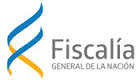 Fiscalía
GENERAL DE LA NACIÓN